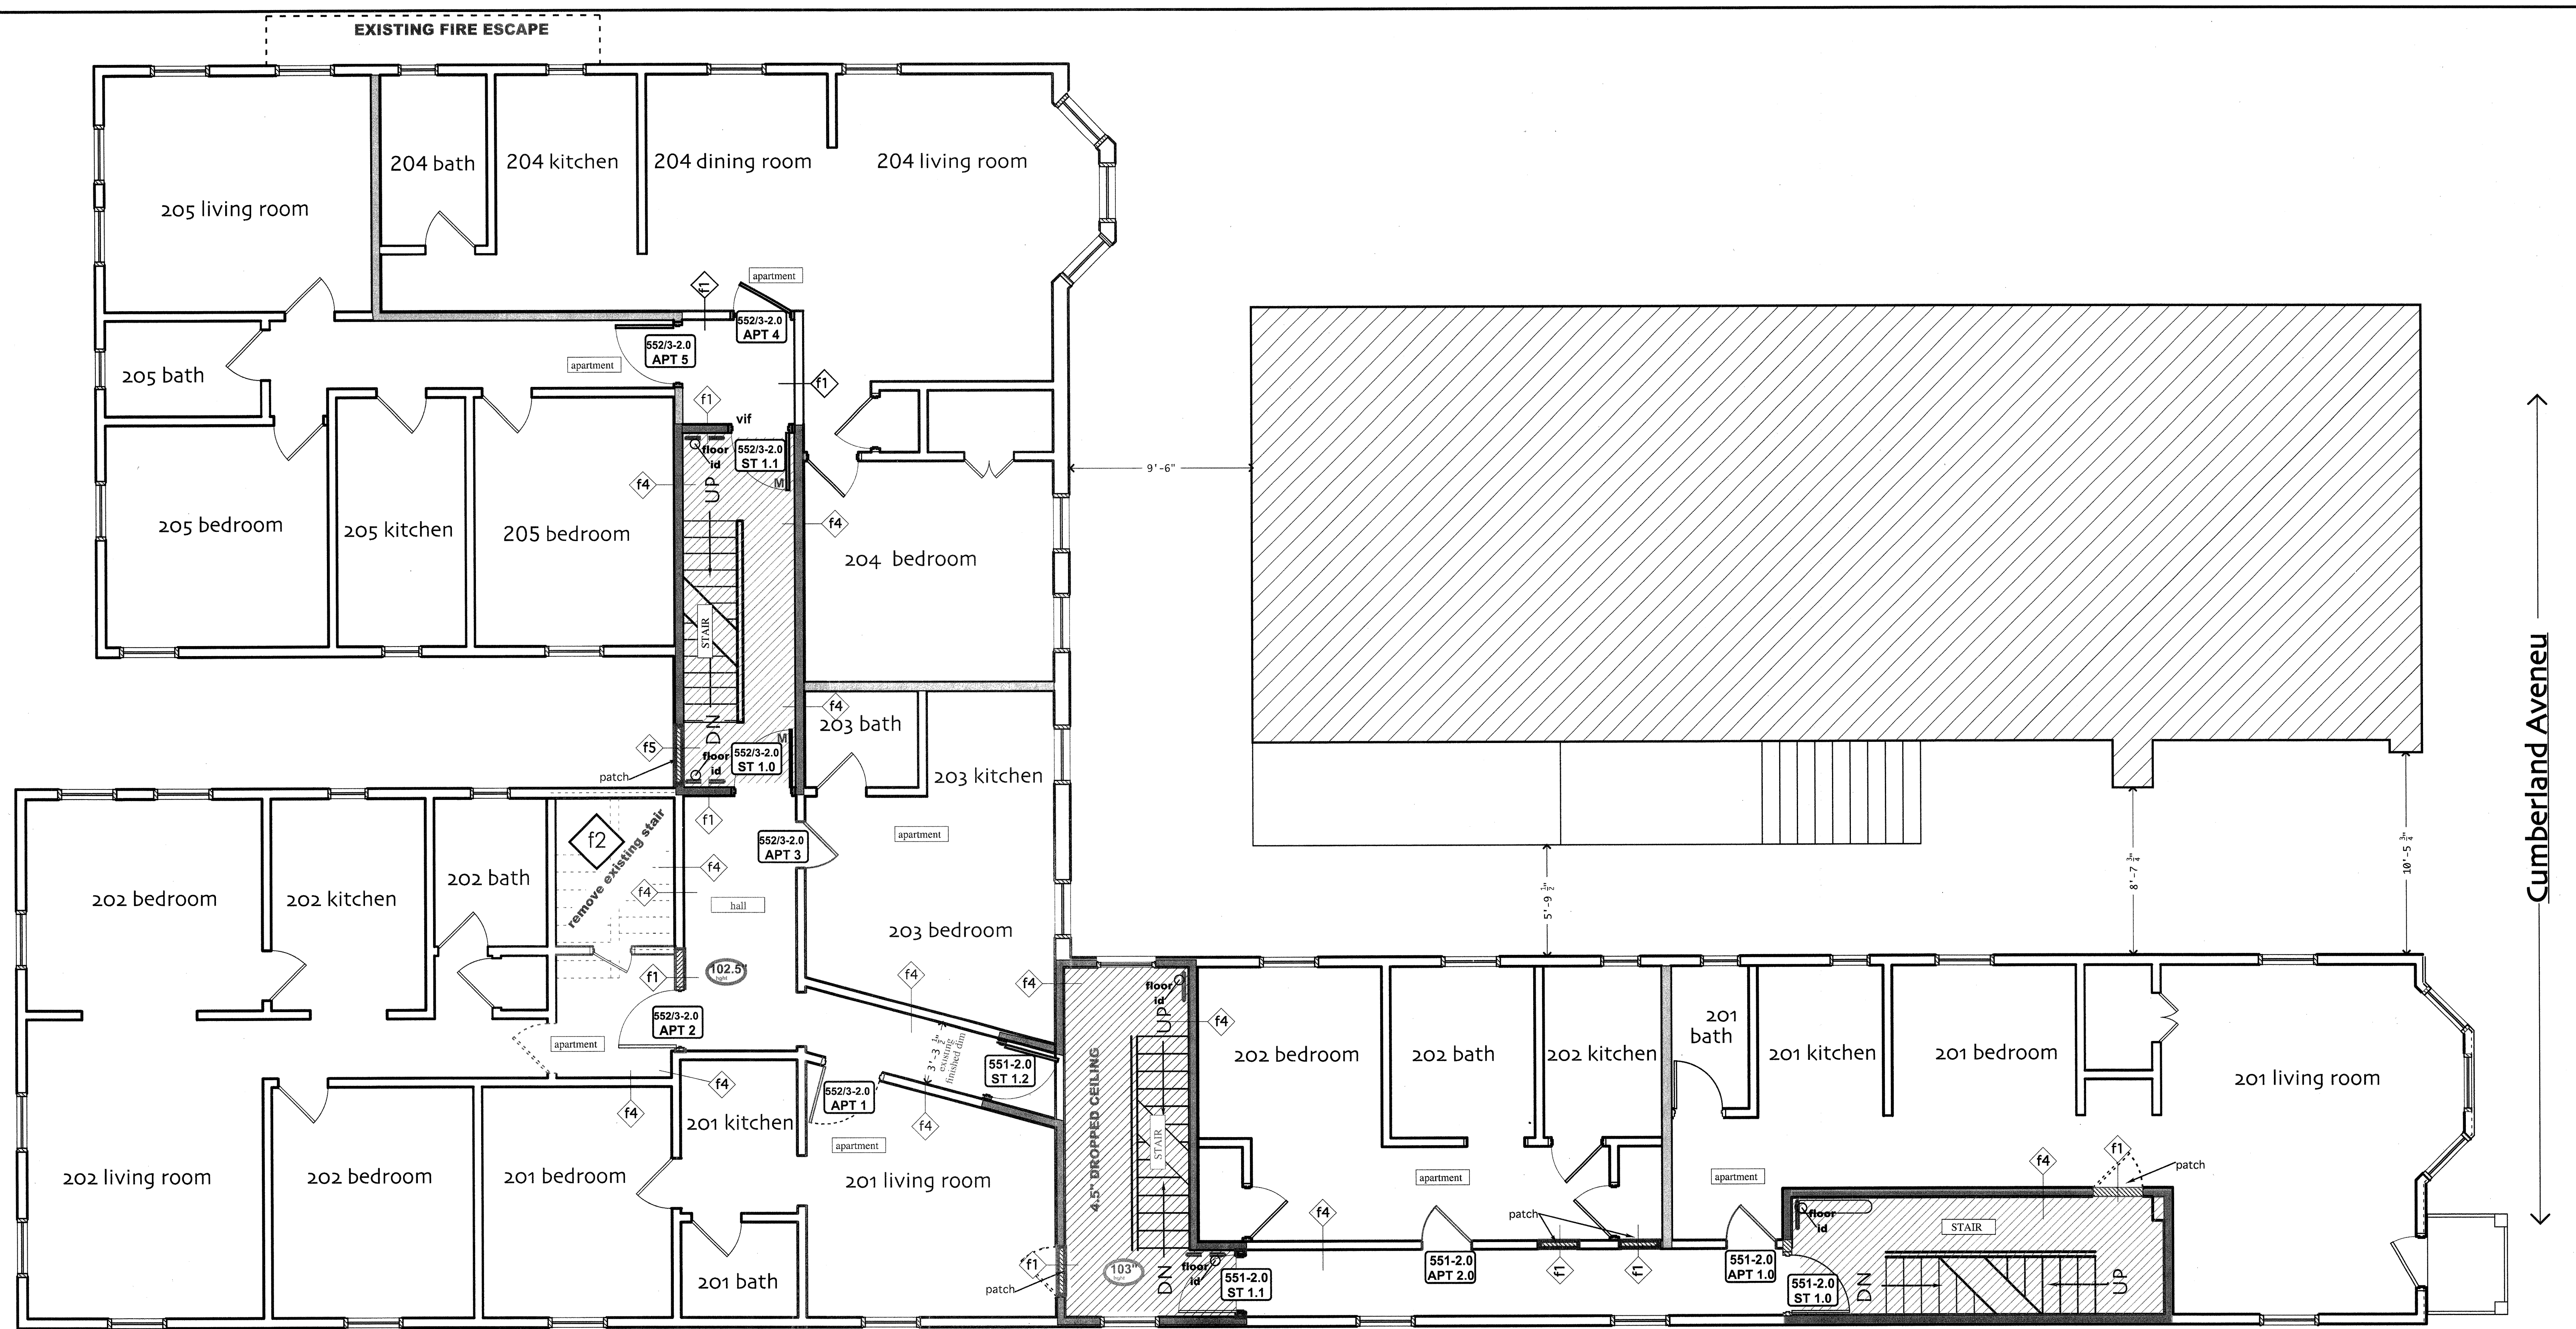 EXISTING FIRE ESCAPE
204 bath
204 kitchen
204 dining room
204 living room
205 living room
apartment
f1
552/3-2.0
APT 4
552/3-2.0
APT 5
apartment
205 bath
f1
f1
vif
floor
id
552/3-2.0
ST 1.1
M
f4
UP
f4
205 bedroom
205 kitchen
205 bedroom
204 bedroom
9'-6"
STAIR
f4
203 bath
DN
f5
M
floor
id
552/3-2.0
ST 1.0
patch
203 kitchen
f1
f2
remove existing stair
552/3-2.0
APT 3
apartment
f4
f4
202 bedroom
202 kitchen
202 bath
hall
203 bedroom
5'-9 1/2"
8'-7 3/4"
10'-5 3/4"
Cumberland Aveneu
f1
102.5"
hght
f4
f4
floor
id
UP
f4
552/3-2.0
APT 2
apartment
3'-3 1/2"
existing
finished dim
551-2.0
ST 1.2
f4
f4
552/3-2.0
APT 1
f4
201 kitchen
apartment
4.5" DROPPED CEILING
STAIR
202 bedroom
202 bath
202 kitchen
201
bath
201 kitchen
201 bedroom
201 living room
202 living room
202 bedroom
201 bedroom
201 living room
apartment
apartment
f4
f1
patch
f4
patch
floor
id
STAIR
201 bath
f1
patch
103"
hght
DN
floor
id
551-2.0
ST 1.1
551-2.0
APT 2.0
f1
f1
551-2.0
APT 1.0
551-2.0
ST 1.0
DN
UP